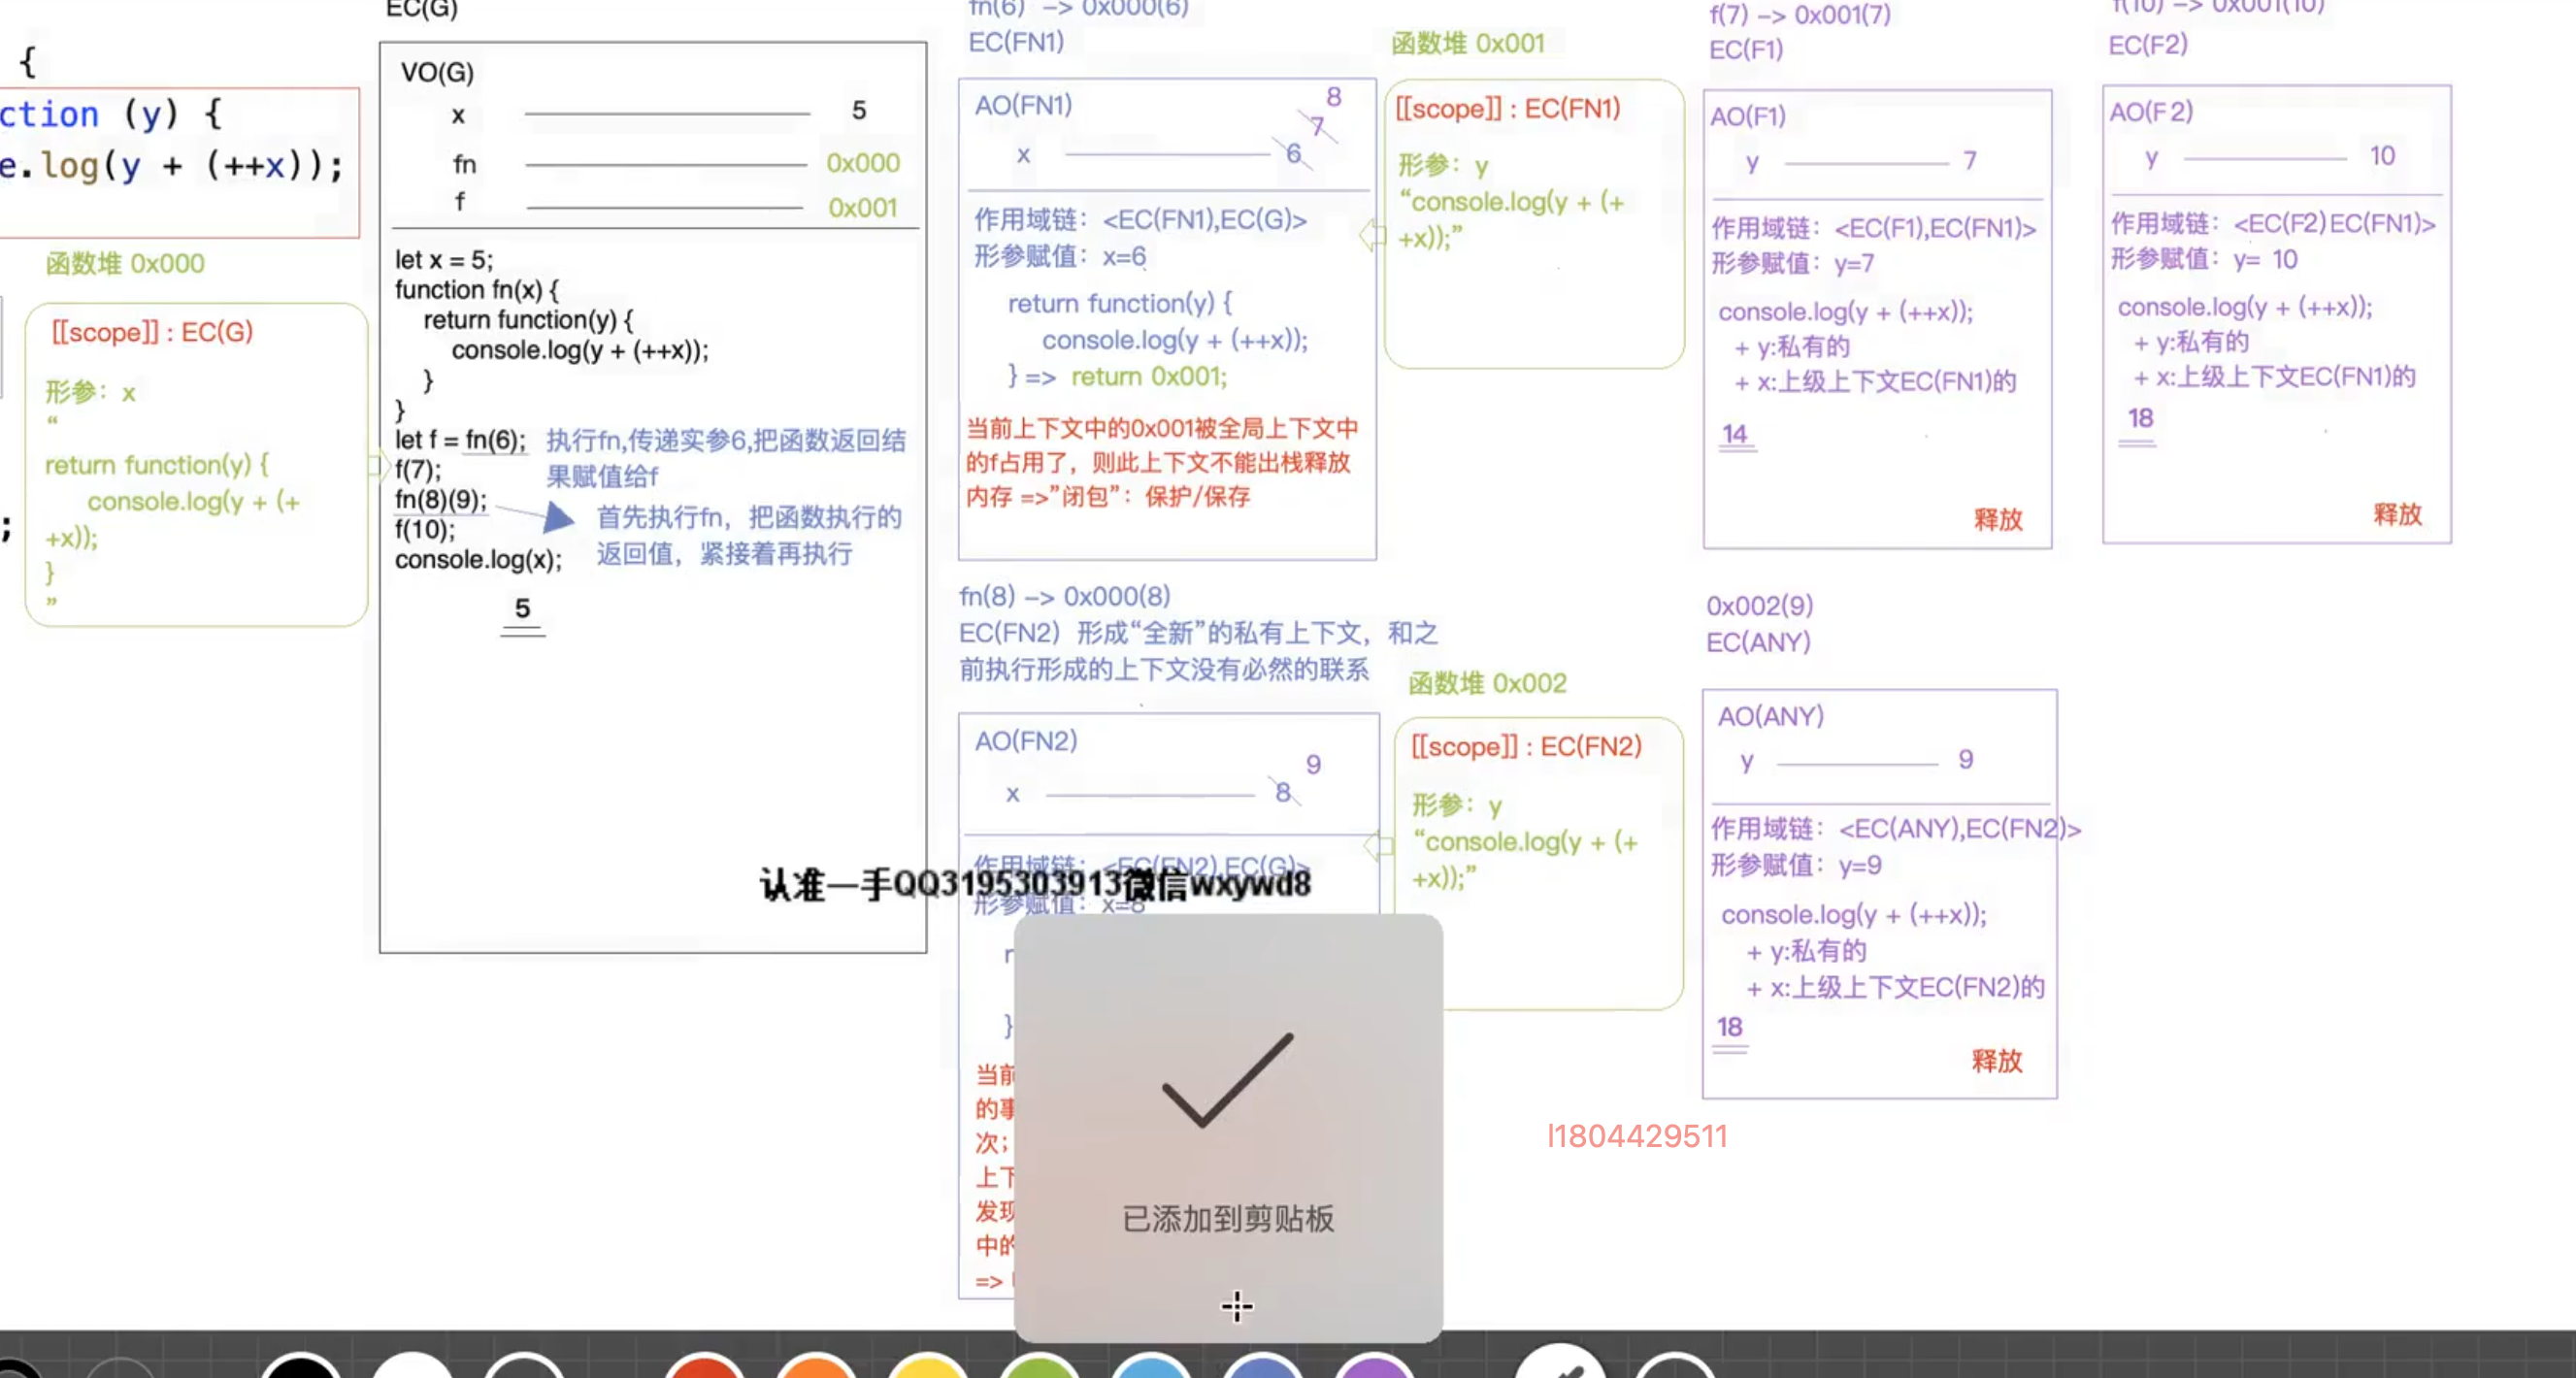 {
ction (y) {
e.log(y + (++x));
;
函数堆 0x000
[[scope]] : EC(G)
形参：x
“
return function(y) {
console.log(y + (+
+x));
}
”
EC(G)
VO(G)
x 5
fn 0x000
f 0x001
let x = 5;
function fn(x) {
return function(y) {
console.log(y + (++x));
}
}
let f = fn(6);
f(7);
fn(8)(9);
f(10);
console.log(x);
5
执行fn,传递实参6,把函数返回结
果赋值给f
首先执行fn，把函数执行的
返回值，紧接着再执行
fn(6) –> 0x000(6)
EC(FN1)
AO(FN1)
x 6 7 8
作用域链：<EC(FN1),EC(G)>
形参赋值：x=6
return function(y) {
console.log(y + (++x));
} => return 0x001;
当前上下文中的0x001被全局上下文中
的f占用了，则此上下文不能出栈释放
内存 =>”闭包”：保护/保存
函数堆 0x001
[[scope]] : EC(FN1)
形参：y
“console.log(y + (+
+x));”
f(7) –> 0x001(7)
EC(F1)
AO(F1)
y 7
作用域链：<EC(F1),EC(FN1)>
形参赋值：y=7
console.log(y + (++x));
+ y:私有的
+ x:上级上下文EC(FN1)的
14
释放
f(10) –> 0x001(10)
EC(F2)
AO(F2)
y 10
作用域链：<EC(F2)EC(FN1)>
形参赋值：y= 10
console.log(y + (++x));
+ y:私有的
+ x:上级上下文EC(FN1)的
18
释放
fn(8) –> 0x000(8)
EC(FN2) 形成“全新”的私有上下文，和之
前执行形成的上下文没有必然的联系
AO(FN2)
x 8 9
作用域链：<EC(FN2),EC(G)>
形参赋值：x=8
r
}
当前
的事
次；
上下
发现
中的
=>
函数堆 0x002
[[scope]] : EC(FN2)
形参：y
“console.log(y + (+
+x));”
0x002(9)
EC(ANY)
AO(ANY)
y 9
作用域链：<EC(ANY),EC(FN2)>
形参赋值：y=9
console.log(y + (++x));
+ y:私有的
+ x:上级上下文EC(FN2)的
18
释放
认准一手QQ3195303913微信wxywd8
已添加到剪贴板
l1804429511